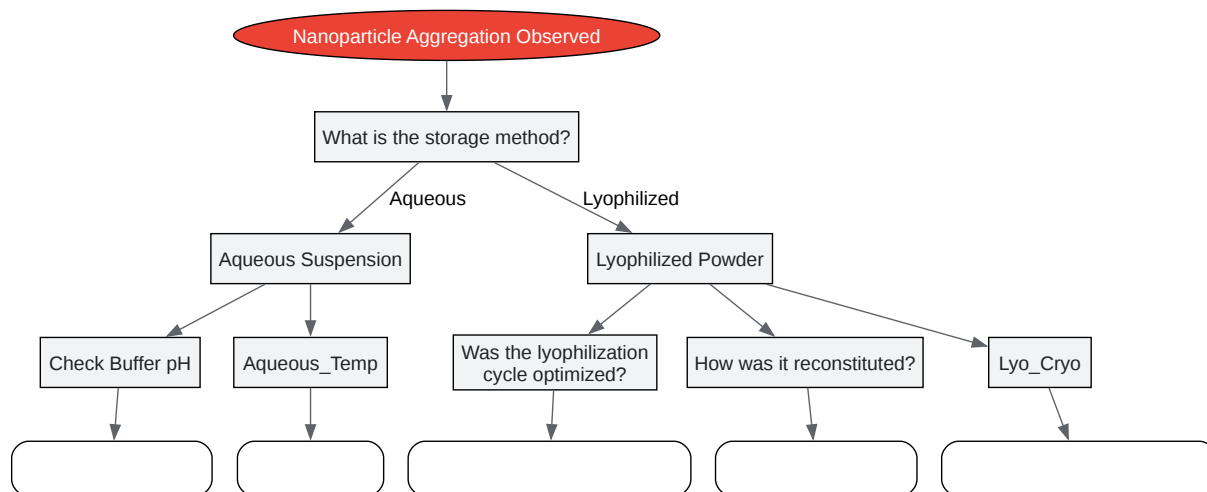 Nanoparticle Aggregation Observed
What is the storage method?
Aqueous
Lyophilized
Aqueous Suspension
Lyophilized Powder
Check Buffer pH
Aqueous_Temp
Was the lyophilization
cycle optimized?
How was it reconstituted?
Lyo_Cryo